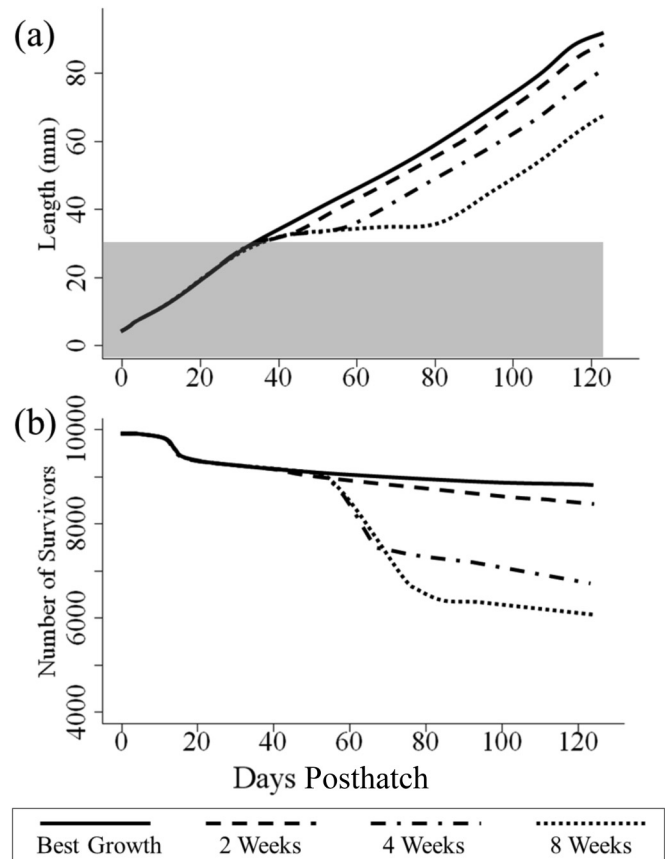 (a)
Length (mm)
80
60
40
20
0
0 20 40 60 80 100 120
(b)
Number of Survivors
10000
8000
6000
4000
0 20 40 60 80 100 120
Days Posthatch
Best Growth 2 Weeks 4 Weeks 8 Weeks